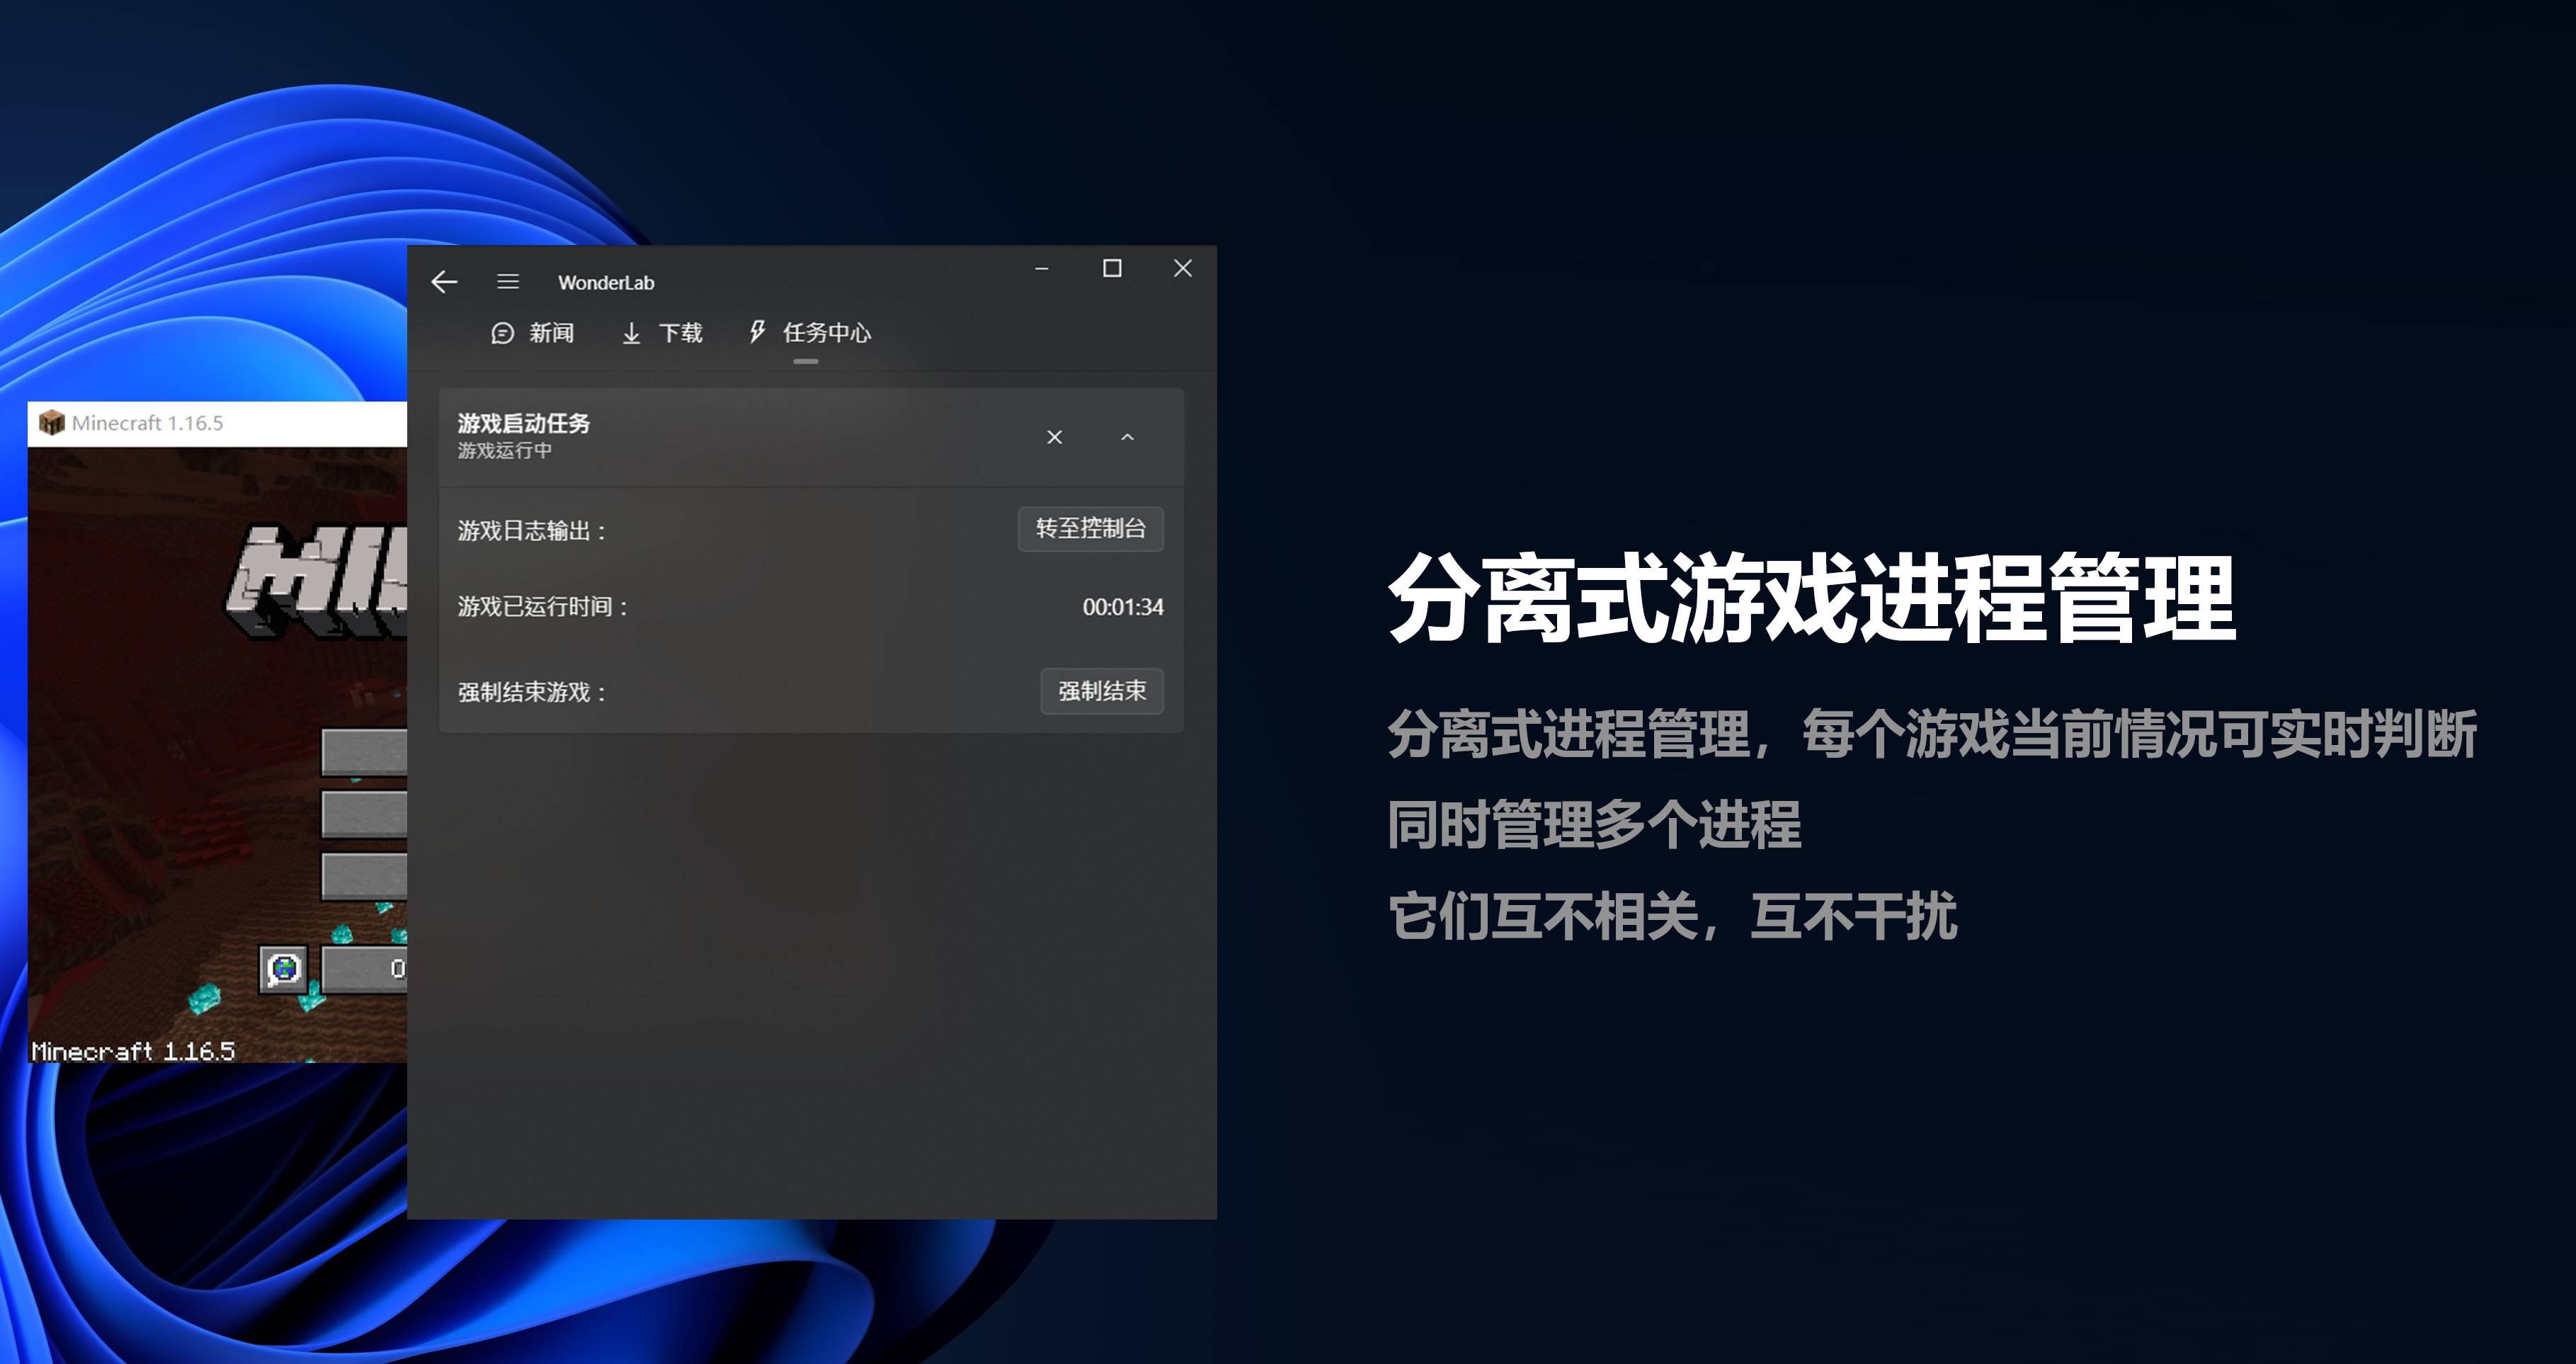 WonderLab
新闻 下载 任务中心
Minecraft 1.16.5
游戏启动任务
游戏运行中
游戏日志输出： 转至控制台
游戏已运行时间： 00:01:34
强制结束游戏： 强制结束
Minecraft 1.16.5
分离式游戏进程管理
分离式进程管理，每个游戏当前情况可实时判断
同时管理多个进程
它们互不相关，互不干扰